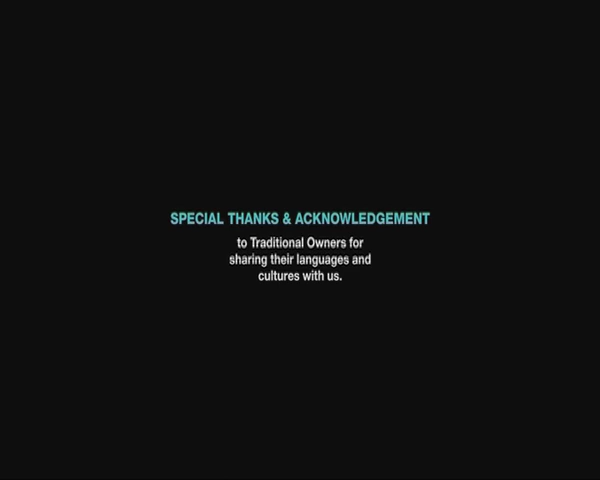 SPECIAL THANKS & ACKNOWLEDGEMENT
to Traditional Owners for
sharing their languages and
cultures with us.